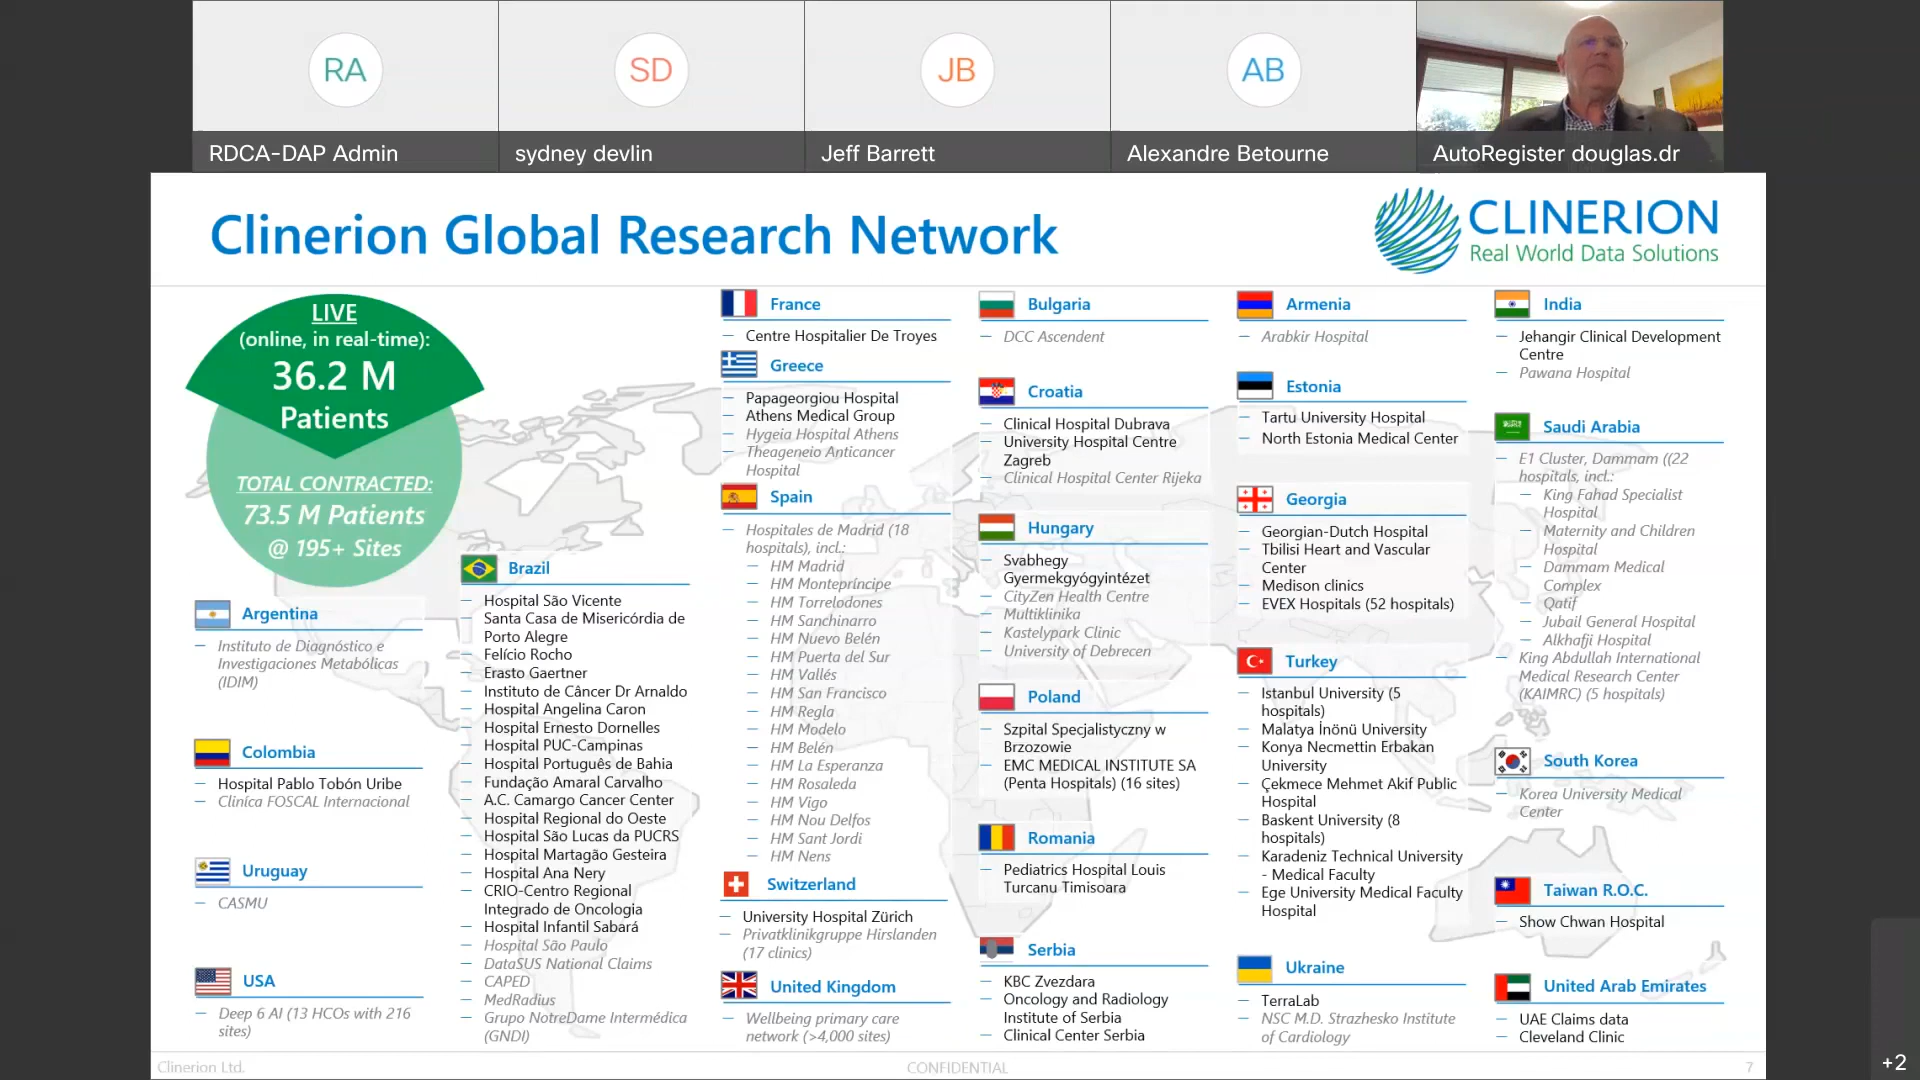 RA
SD
JB
AB
RDCA-DAP Admin
sydney devlin
Jeff Barrett
Alexandre Betourne
AutoRegister douglas.dr
Clinerion Global Research Network
CLINERION
Real World Data Solutions
LIVE
(online, in real-time):
36.2 M
Patients
TOTAL CONTRACTED:
73.5 M Patients
@ 195+ Sites
Argentina
– Instituto de Diagnóstico e
Investigaciones Metabólicas
(IDIM)
Colombia
– Hospital Pablo Tobón Uribe
– Cliníca FOSCAL Internacional
Uruguay
– CASMU
USA
– Deep 6 AI (13 HCOs with 216
sites)
Brazil
– Hospital São Vicente
– Santa Casa de Misericórdia de
Porto Alegre
– Felício Rocho
– Erasto Gaertner
– Instituto de Câncer Dr Arnaldo
– Hospital Angelina Caron
– Hospital Ernesto Dornelles
– Hospital PUC-Campinas
– Hospital Português de Bahia
– Fundação Amaral Carvalho
– A.C. Camargo Cancer Center
– Hospital Regional do Oeste
– Hospital São Lucas da PUCRS
– Hospital Martagão Gesteira
– Hospital Ana Nery
– CRIO-Centro Regional
Integrado de Oncologia
– Hospital Infantil Sabará
– Hospital São Paulo
– DataSUS National Claims
– CAPED
– MedRadius
– Grupo NotreDame Intermédica
(GNDI)
France
– Centre Hospitalier De Troyes
Greece
– Papageorgiou Hospital
– Athens Medical Group
– Hygeia Hospital Athens
– Theageneio Anticancer
Hospital
Spain
– Hospitales de Madrid (18
hospitals), incl.:
– HM Madrid
– HM Montepríncipe
– HM Torrelodones
– HM Sanchinarro
– HM Nuevo Belén
– HM Puerta del Sur
– HM Vallés
– HM San Francisco
– HM Regla
– HM Modelo
– HM Belén
– HM La Esperanza
– HM Rosaleda
– HM Vigo
– HM Nou Delfos
– HM Sant Jordi
– HM Nens
Switzerland
– University Hospital Zürich
– Privatklinikgruppe Hirslanden
(17 clinics)
United Kingdom
– Wellbeing primary care
network (>4,000 sites)
Bulgaria
– DCC Ascendent
Croatia
– Clinical Hospital Dubrava
– University Hospital Centre
Zagreb
– Clinical Hospital Center Rijeka
Hungary
– Svabhegy
Gyermekgyógyintézet
– CityZen Health Centre
– Multiklinika
– Kastelypark Clinic
– University of Debrecen
Poland
– Szpital Specjalistyczny w
Brzozowie
– EMC MEDICAL INSTITUTE SA
(Penta Hospitals) (16 sites)
Romania
– Pediatrics Hospital Louis
Turcanu Timisoara
Serbia
– KBC Zvezdara
– Oncology and Radiology
Institute of Serbia
– Clinical Center Serbia
Armenia
– Arabkir Hospital
Estonia
– Tartu University Hospital
– North Estonia Medical Center
Georgia
– Georgian-Dutch Hospital
– Tbilisi Heart and Vascular
Center
– Medison clinics
– EVEX Hospitals (52 hospitals)
Turkey
– Istanbul University (5
hospitals)
– Malatya İnönü University
– Konya Necmettin Erbakan
University
– Çekmece Mehmet Akif Public
Hospital
– Baskent University (8
hospitals)
– Karadeniz Technical University
- Medical Faculty
– Ege University Medical Faculty
Hospital
Ukraine
– TerraLab
– NSC M.D. Strazhesko Institute
of Cardiology
India
– Jehangir Clinical Development
Centre
– Pawana Hospital
Saudi Arabia
– E1 Cluster, Dammam ((22
hospitals, incl.:
– King Fahad Specialist
Hospital
– Maternity and Children
Hospital
– Dammam Medical
Complex
– Qatif
– Jubail General Hospital
– Alkhafji Hospital
– King Abdullah International
Medical Research Center
(KAIMRC) (5 hospitals)
South Korea
– Korea University Medical
Center
Taiwan R.O.C.
– Show Chwan Hospital
United Arab Emirates
– UAE Claims data
– Cleveland Clinic
Clinerion Ltd.
CONFIDENTIAL
7
+2